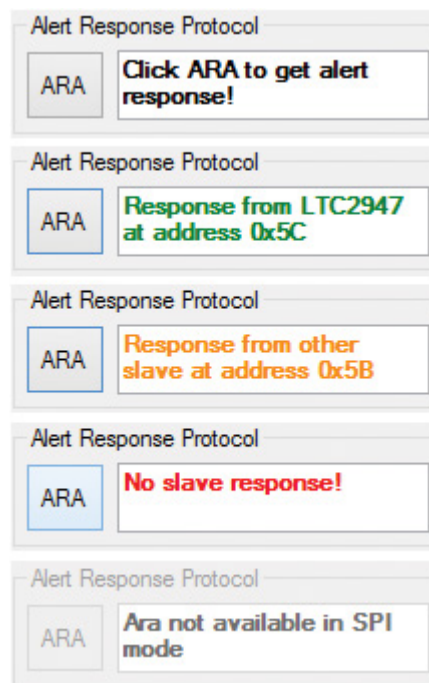 Alert Response Protocol
ARA
Click ARA to get alert
response!
Alert Response Protocol
ARA
Response from LTC2947
at address 0x5C
Alert Response Protocol
ARA
Response from other
slave at address 0x5B
Alert Response Protocol
ARA
No slave response!
Alert Response Protocol
ARA
Ara not available in SPI
mode